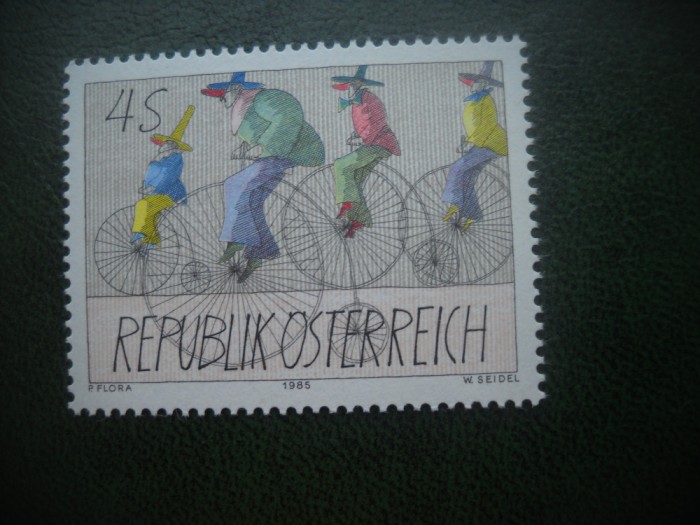 4S
REPUBLIK ÖSTERREICH
P. FLORA 1985 W. SEIDEL